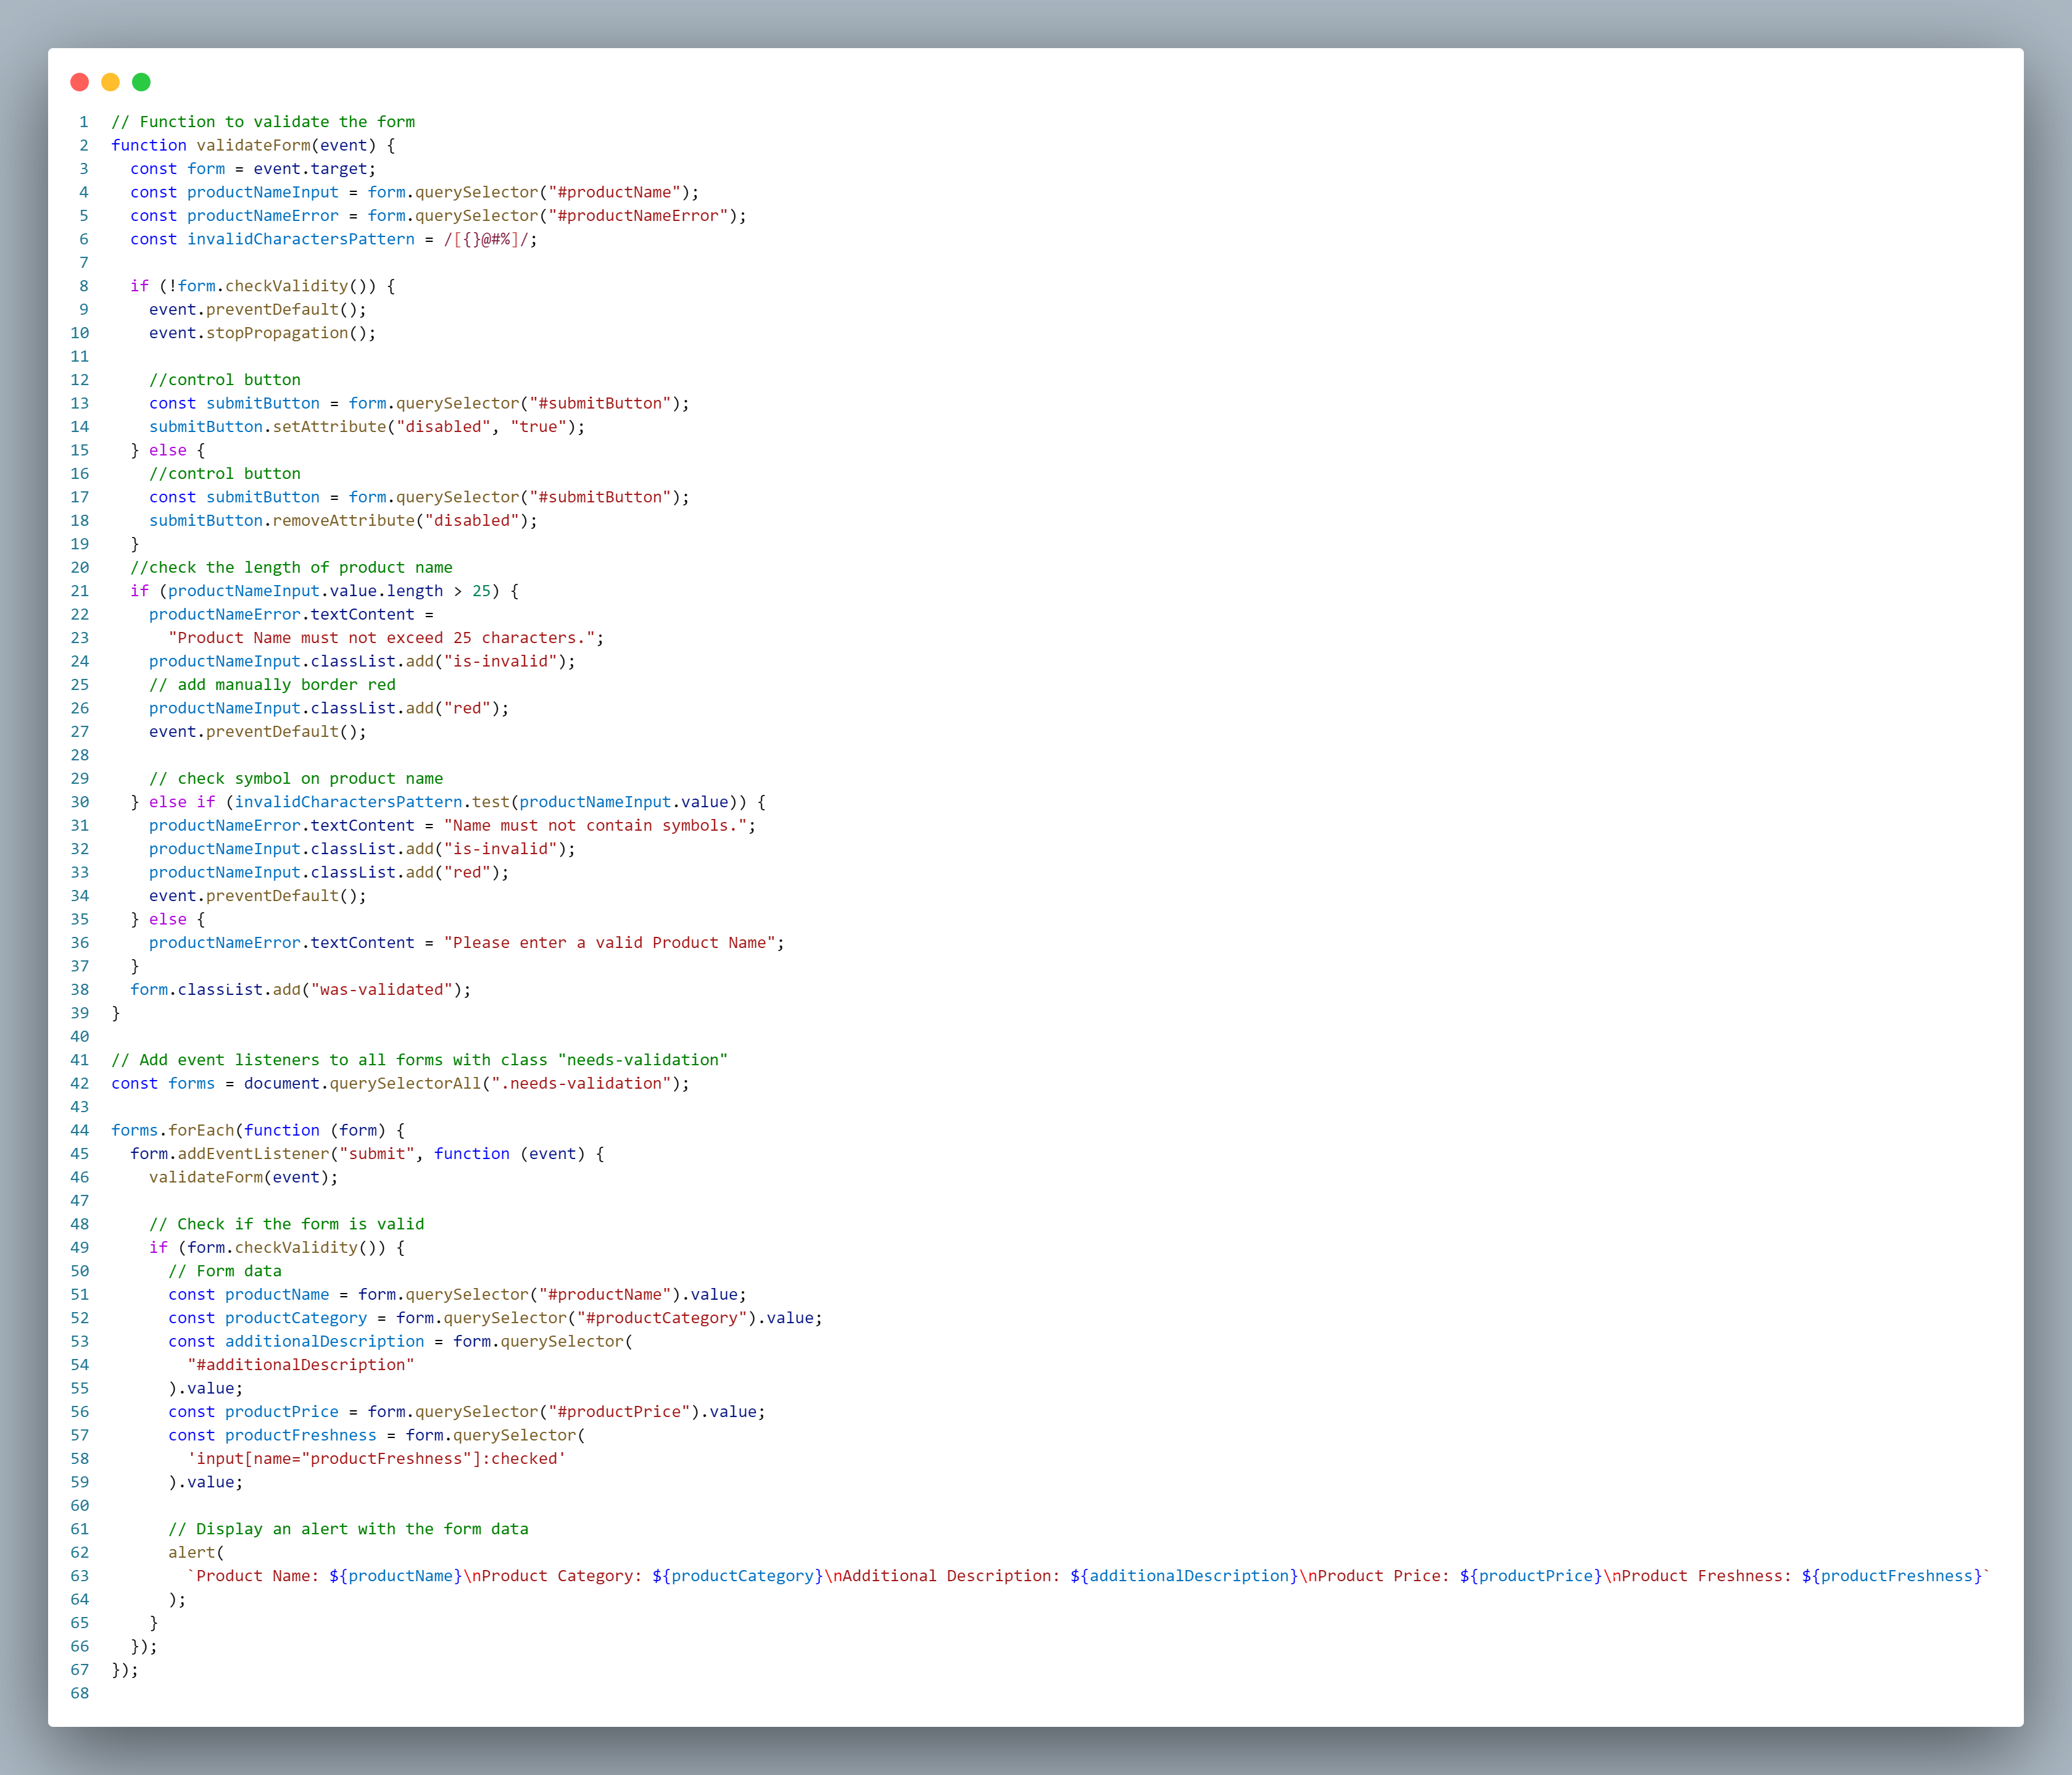 1 // Function to validate the form
2 function validateForm(event) {
3   const form = event.target;
4   const productNameInput = form.querySelector("#productName");
5   const productNameError = form.querySelector("#productNameError");
6   const invalidCharactersPattern = /[{}@#%]/;
7
8   if (!form.checkValidity()) {
9     event.preventDefault();
10     event.stopPropagation();
11
12     //control button
13     const submitButton = form.querySelector("#submitButton");
14     submitButton.setAttribute("disabled", "true");
15   } else {
16     //control button
17     const submitButton = form.querySelector("#submitButton");
18     submitButton.removeAttribute("disabled");
19   }
20   //check the length of product name
21   if (productNameInput.value.length > 25) {
22     productNameError.textContent =
23       "Product Name must not exceed 25 characters.";
24     productNameInput.classList.add("is-invalid");
25     // add manually border red
26     productNameInput.classList.add("red");
27     event.preventDefault();
28
29     // check symbol on product name
30   } else if (invalidCharactersPattern.test(productNameInput.value)) {
31     productNameError.textContent = "Name must not contain symbols.";
32     productNameInput.classList.add("is-invalid");
33     productNameInput.classList.add("red");
34     event.preventDefault();
35   } else {
36     productNameError.textContent = "Please enter a valid Product Name";
37   }
38   form.classList.add("was-validated");
39 }
40
41 // Add event listeners to all forms with class "needs-validation"
42 const forms = document.querySelectorAll(".needs-validation");
43
44 forms.forEach(function (form) {
45   form.addEventListener("submit", function (event) {
46     validateForm(event);
47
48     // Check if the form is valid
49     if (form.checkValidity()) {
50       // Form data
51       const productName = form.querySelector("#productName").value;
52       const productCategory = form.querySelector("#productCategory").value;
53       const additionalDescription = form.querySelector(
54         "#additionalDescription"
55       ).value;
56       const productPrice = form.querySelector("#productPrice").value;
57       const productFreshness = form.querySelector(
58         'input[name="productFreshness"]:checked'
59       ).value;
60
61       // Display an alert with the form data
62       alert(
63         `Product Name: ${productName}\nProduct Category: ${productCategory}\nAdditional Description: ${additionalDescription}\nProduct Price: ${productPrice}\nProduct Freshness: ${productFreshness}`
64       );
65     }
66   });
67 });
68